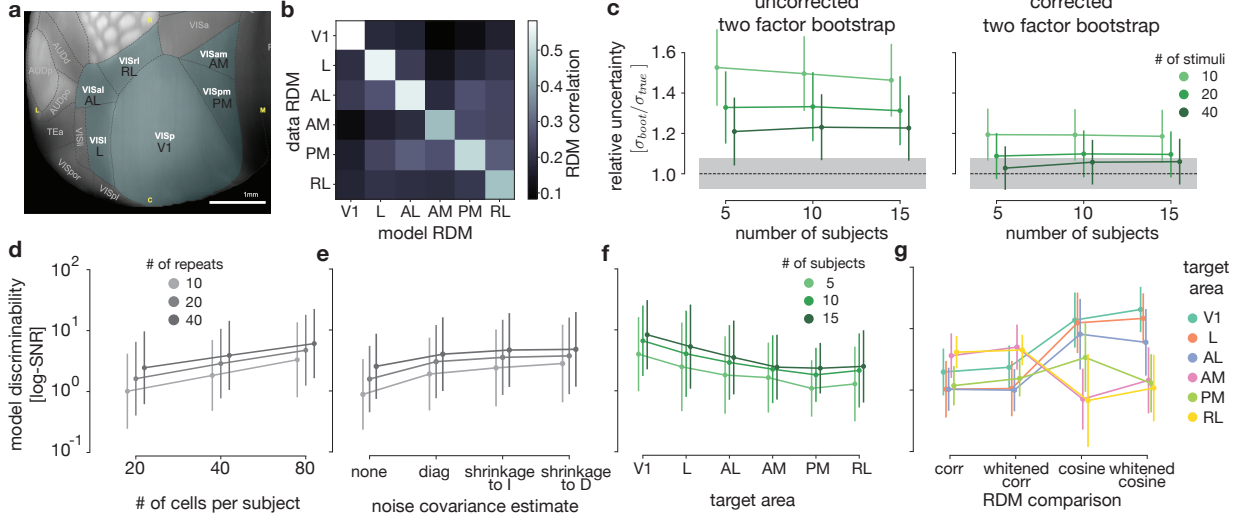 a
VISa
AUDd
AUDp
AUDpo
VISrl
RL
VISam
AM
VISal
AL
VISpm
PM
L
M
TEa
VISli
VISl
L
VISp
V1
VISpor
VISpl
C
1mm
b
V1
L
AL
AM
PM
RL
data RDM
V1 L AL AM PM RL
model RDM
0.5
0.4
0.3
0.2
0.1
RDM correlation
c
uncorrected
two factor bootstrap
corrected
two factor bootstrap
relative uncertainty
[σboot/σtrue]
1.6
1.4
1.2
1.0
5 10 15
number of subjects
# of stimuli
10
20
40
5 10 15
number of subjects
d
model discriminability
[log-SNR]
10²
10¹
10⁰
10⁻¹
# of repeats
10
20
40
20 40 80
# of cells per subject
e
none diag shrinkage to I shrinkage to D
noise covariance estimate
f
# of subjects
5
10
15
V1 L AL AM PM RL
target area
g
corr whitened corr cosine whitened cosine
RDM comparison
target
area
V1
L
AL
AM
PM
RL